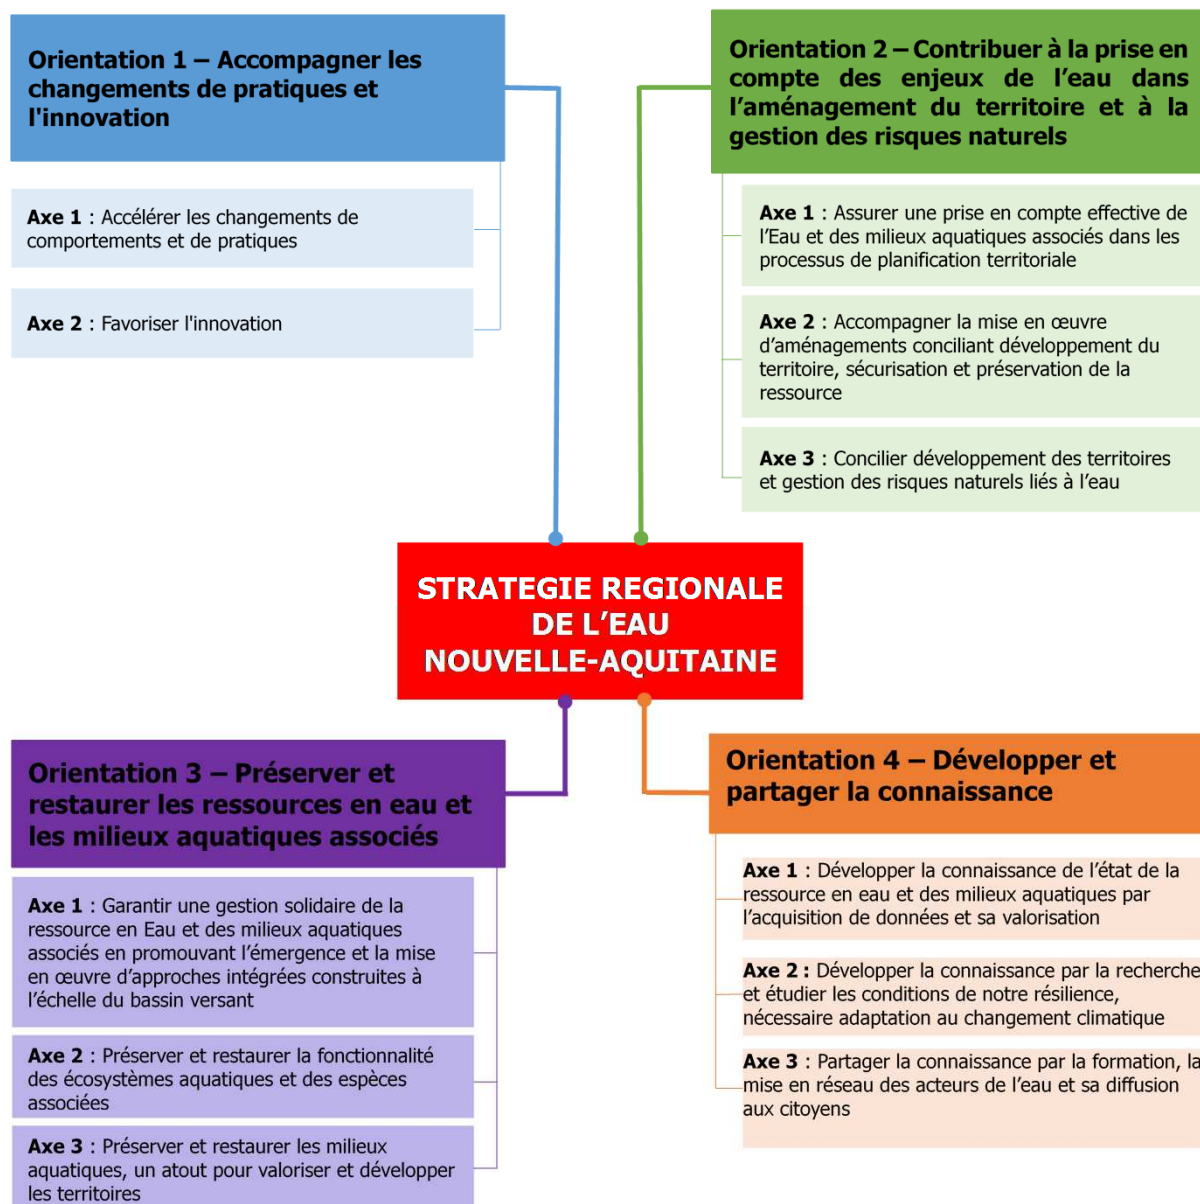 Orientation 1 – Accompagner les
changements de pratiques et
l'innovation
Axe 1 : Accélérer les changements de
comportements et de pratiques
Axe 2 : Favoriser l'innovation
Orientation 2 – Contribuer à la prise en
compte des enjeux de l’eau dans
l’aménagement du territoire et à la
gestion des risques naturels
Axe 1 : Assurer une prise en compte effective de
l’Eau et des milieux aquatiques associés dans les
processus de planification territoriale
Axe 2 : Accompagner la mise en œuvre
d’aménagements conciliant développement du
territoire, sécurisation et préservation de la
ressource
Axe 3 : Concilier développement des territoires
et gestion des risques naturels liés à l’eau
STRATEGIE REGIONALE
DE L’EAU
NOUVELLE-AQUITAINE
Orientation 3 – Préserver et
restaurer les ressources en eau et
les milieux aquatiques associés
Axe 1 : Garantir une gestion solidaire de la
ressource en Eau et des milieux aquatiques
associés en promouvant l’émergence et la mise
en œuvre d’approches intégrées construites à
l’échelle du bassin versant
Axe 2 : Préserver et restaurer la fonctionnalité
des écosystèmes aquatiques et des espèces
associées
Axe 3 : Préserver et restaurer les milieux
aquatiques, un atout pour valoriser et développer
les territoires
Orientation 4 – Développer et
partager la connaissance
Axe 1 : Développer la connaissance de l’état de la
ressource en eau et des milieux aquatiques par
l’acquisition de données et sa valorisation
Axe 2 : Développer la connaissance par la recherche
et étudier les conditions de notre résilience,
nécessaire adaptation au changement climatique
Axe 3 : Partager la connaissance par la formation, la
mise en réseau des acteurs de l’eau et sa diffusion
aux citoyens